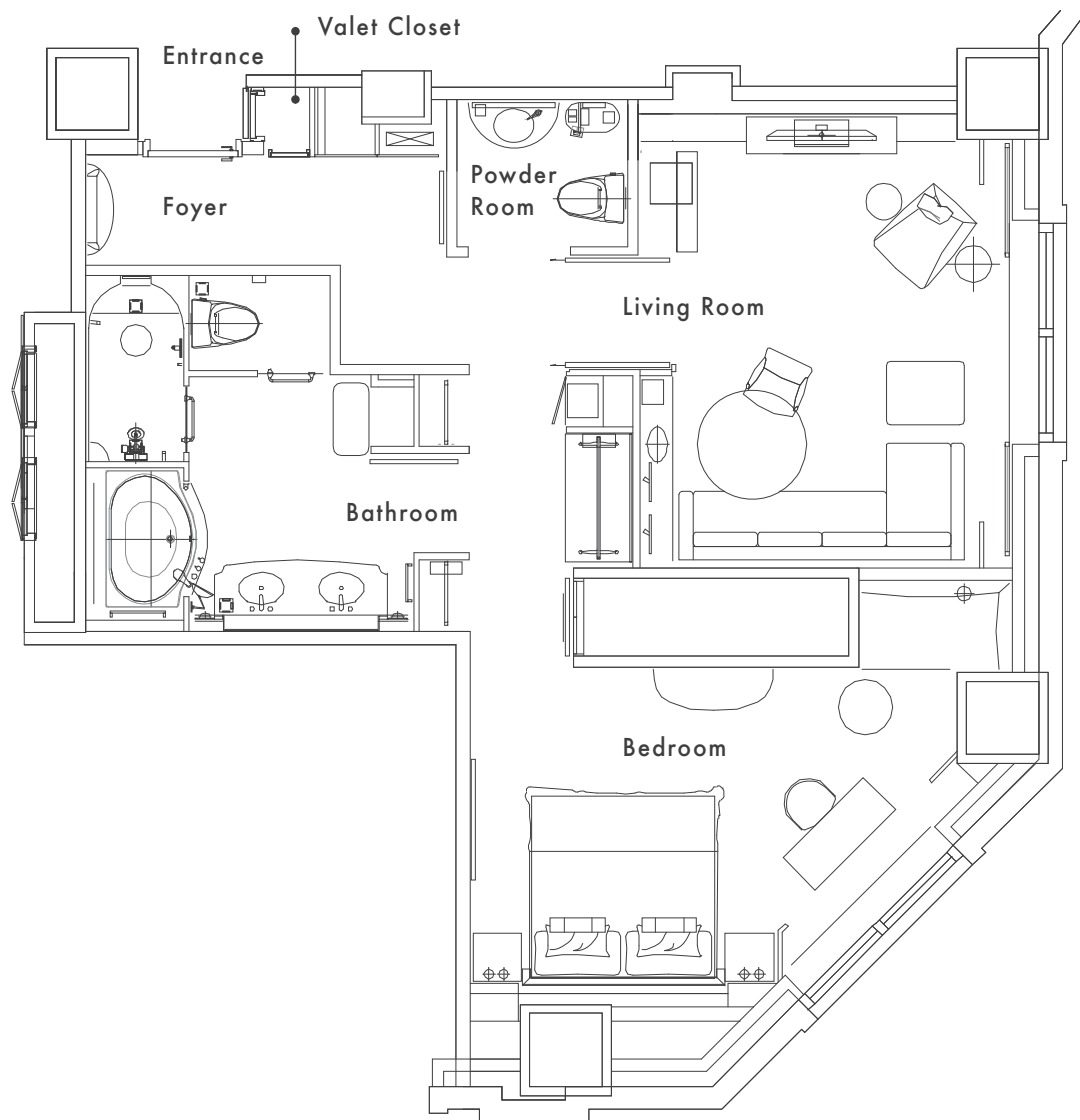 Valet Closet
Entrance
Powder
Room
Foyer
Living Room
Bathroom
Bedroom